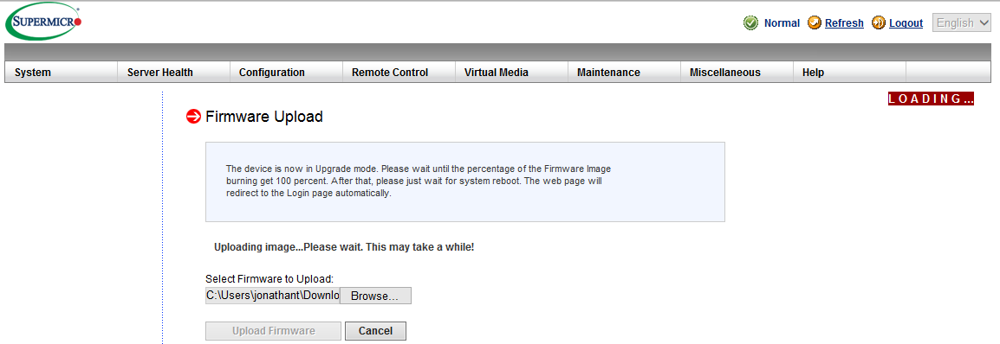 SUPERMICRO
Normal Refresh Logout English
System Server Health Configuration Remote Control Virtual Media Maintenance Miscellaneous Help
LOADING...
Firmware Upload
The device is now in Upgrade mode. Please wait until the percentage of the Firmware Image
burning get 100 percent. After that, please just wait for system reboot. The web page will
redirect to the Login page automatically.
Uploading image...Please wait. This may take a while!
Select Firmware to Upload:
C:\Users\jonathant\Downlo Browse...
Upload Firmware Cancel